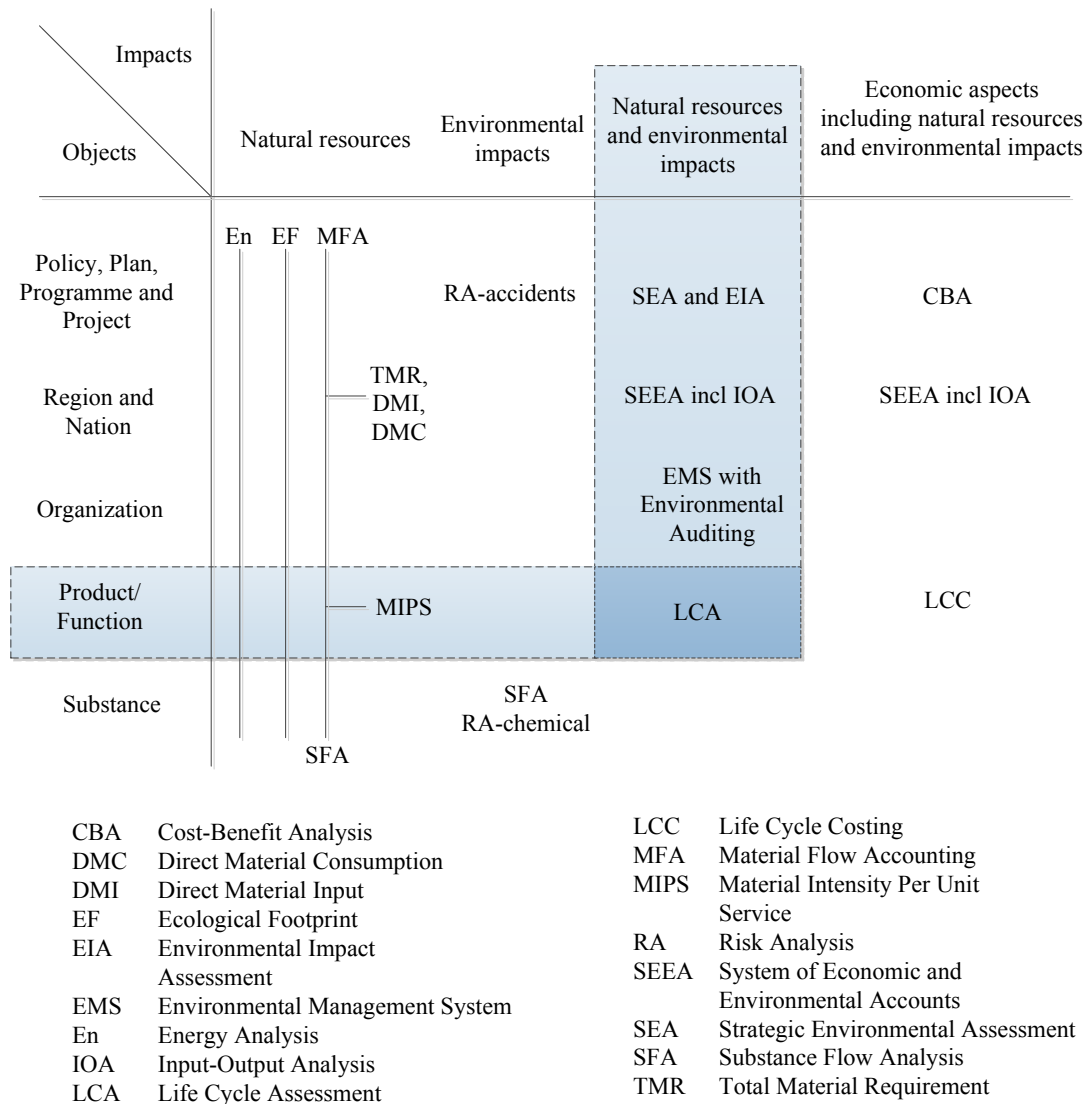 Impacts
Objects
Natural resources
Environmental
impacts
Natural resources
and environmental
impacts
Economic aspects
including natural resources
and environmental impacts
En
EF
MFA
Policy, Plan,
Programme and
Project
RA-accidents
SEA and EIA
CBA
Region and
Nation
TMR,
DMI,
DMC
SEEA incl IOA
SEEA incl IOA
Organization
EMS with
Environmental
Auditing
Product/
Function
MIPS
LCA
LCC
Substance
SFA
RA-chemical
SFA
CBA Cost-Benefit Analysis
DMC Direct Material Consumption
DMI Direct Material Input
EF Ecological Footprint
EIA Environmental Impact
Assessment
EMS Environmental Management System
En Energy Analysis
IOA Input-Output Analysis
LCA Life Cycle Assessment
LCC Life Cycle Costing
MFA Material Flow Accounting
MIPS Material Intensity Per Unit
Service
RA Risk Analysis
SEEA System of Economic and
Environmental Accounts
SEA Strategic Environmental Assessment
SFA Substance Flow Analysis
TMR Total Material Requirement